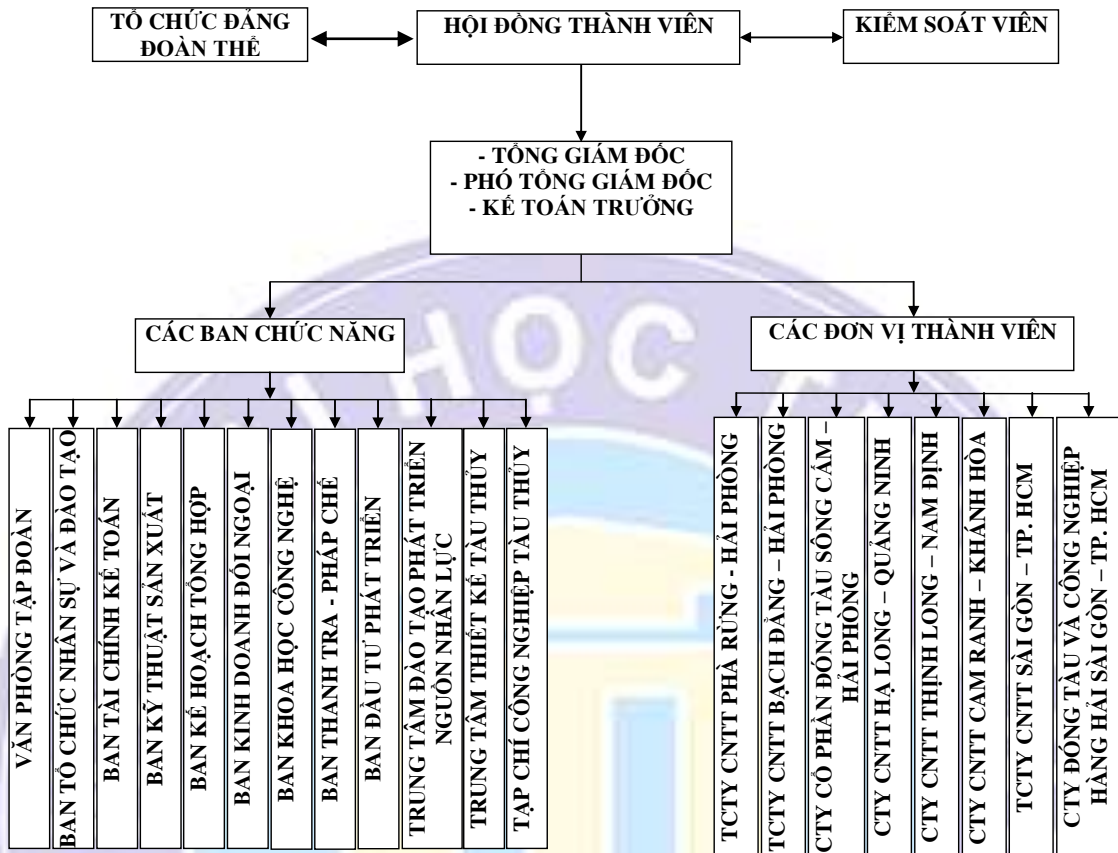 TỔ CHỨC ĐẢNG
ĐOÀN THỂ
HỘI ĐỒNG THÀNH VIÊN
KIỂM SOÁT VIÊN
- TỔNG GIÁM ĐỐC
- PHÓ TỔNG GIÁM ĐỐC
- KẾ TOÁN TRƯỞNG
CÁC BAN CHỨC NĂNG
CÁC ĐƠN VỊ THÀNH VIÊN
VĂN PHÒNG TẬP ĐOÀN
BAN TỔ CHỨC NHÂN SỰ VÀ ĐÀO TẠO
BAN TÀI CHÍNH KẾ TOÁN
BAN KỸ THUẬT SẢN XUẤT
BAN KẾ HOẠCH TỔNG HỢP
BAN KINH DOANH ĐỐI NGOẠI
BAN KHOA HỌC CÔNG NGHỆ
BAN THANH TRA - PHÁP CHẾ
BAN ĐẦU TƯ PHÁT TRIỂN
TRUNG TÂM ĐÀO TẠO PHÁT TRIỂN
NGUỒN NHÂN LỰC
TRUNG TÂM THIẾT KẾ TÀU THỦY
TẠP CHÍ CÔNG NGHIỆP TÀU THỦY
TCTY CNTT PHÀ RỪNG - HẢI PHÒNG
TCTY CNTT BẠCH ĐẰNG – HẢI PHÒNG
CTY CỔ PHẦN ĐÓNG TÀU SÔNG CẤM –
HẢI PHÒNG
CTY CNTT HẠ LONG – QUẢNG NINH
CTY CNTT THỊNH LONG – NAM ĐỊNH
CTY CNTT CAM RANH – KHÁNH HÒA
TCTY CNTT SÀI GÒN – TP. HCM
CTY ĐÓNG TÀU VÀ CÔNG NGHIỆP
HÀNG HẢI SÀI GÒN – TP. HCM
HỌC